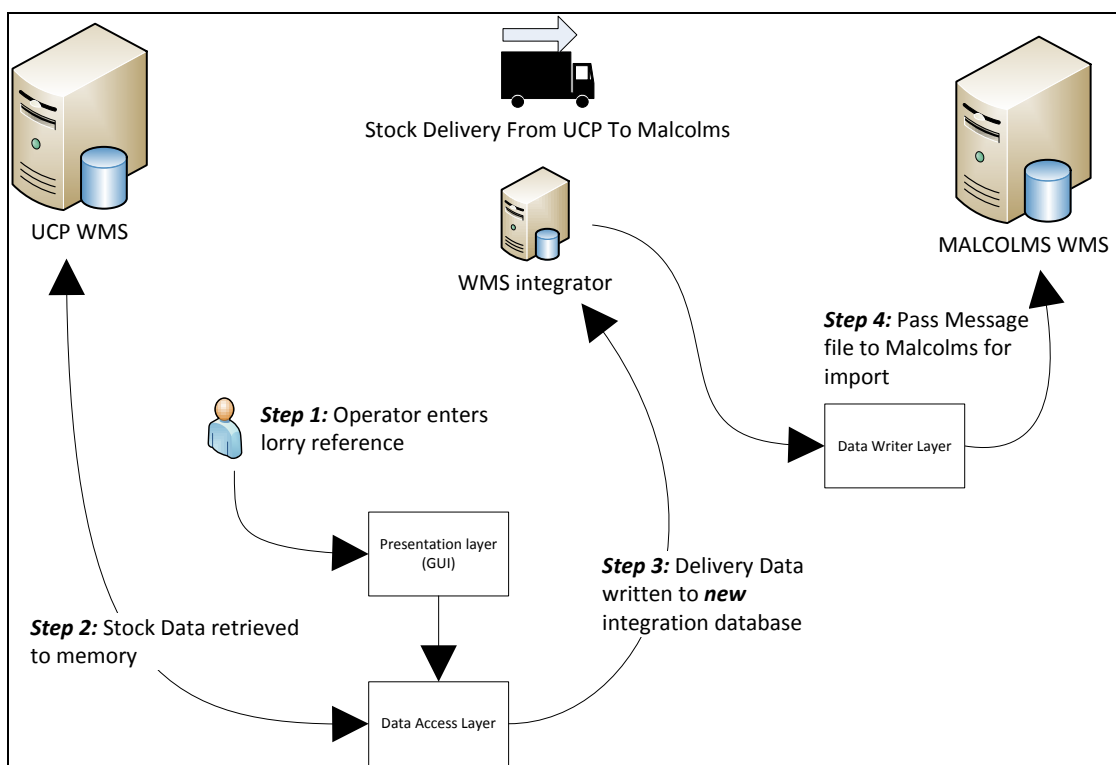 Stock Delivery From UCP To Malcolms
UCP WMS
WMS integrator
MALCOLMS WMS
Step 4: Pass Message
file to Malcolms for
import
Step 1: Operator enters
lorry reference
Data Writer Layer
Presentation layer
(GUI)
Step 3: Delivery Data
written to new
integration database
Step 2: Stock Data retrieved
to memory
Data Access Layer